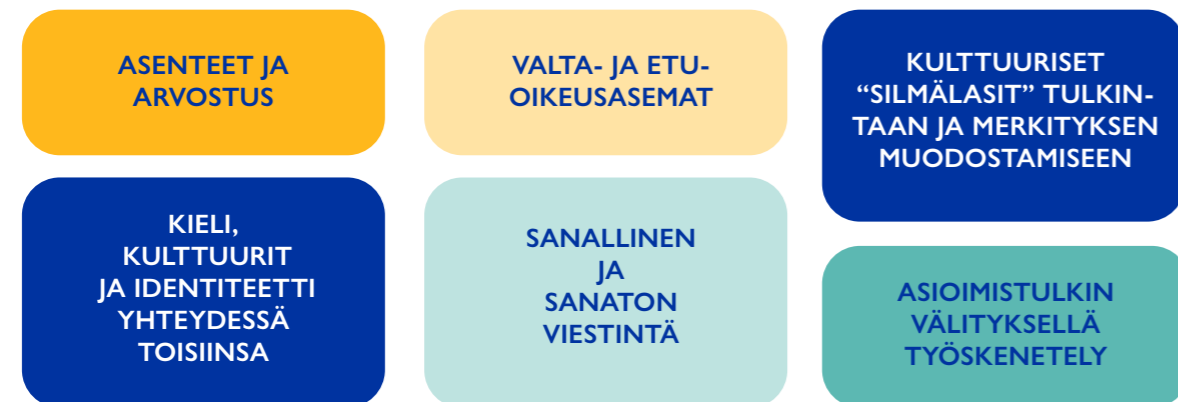 ASENTEET JA
ARVOSTUS
VALTA- JA ETU-
OIKEUSASEMAT
KULTTUURISET
“SILMÄLASIT” TULKIN-
TAAN JA MERKITYKSEN
MUODOSTAMISEEN
KIELI,
KULTTUURIT
JA IDENTITEETTI
YHTEYDESSÄ
TOISIINSA
SANALLINEN
JA
SANATON
VIESTINTÄ
ASIOIMISTULKIN
VÄLITYKSELLÄ
TYÖSKENETELY